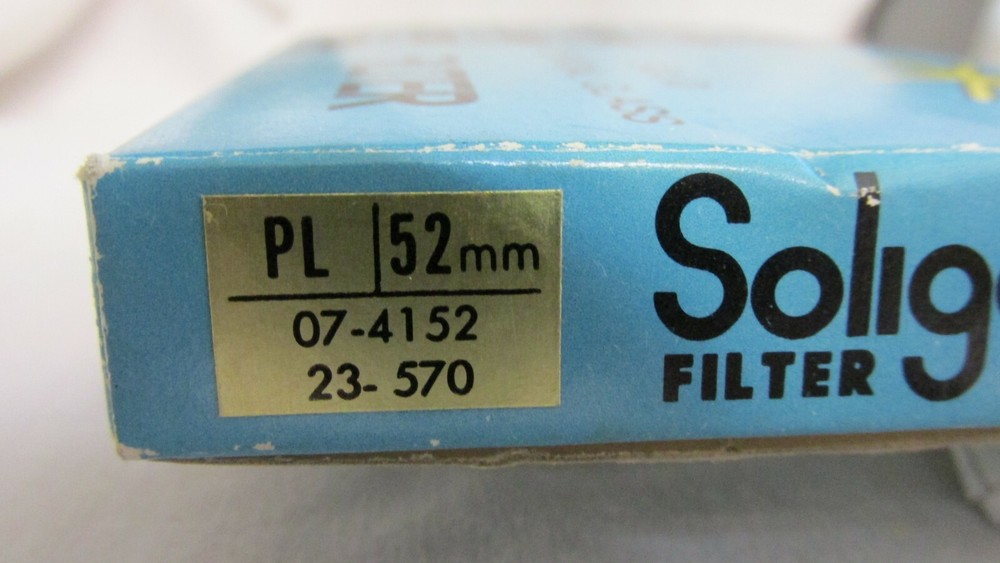 PL 52mm
07-4152
23-570
Solig
FILTER